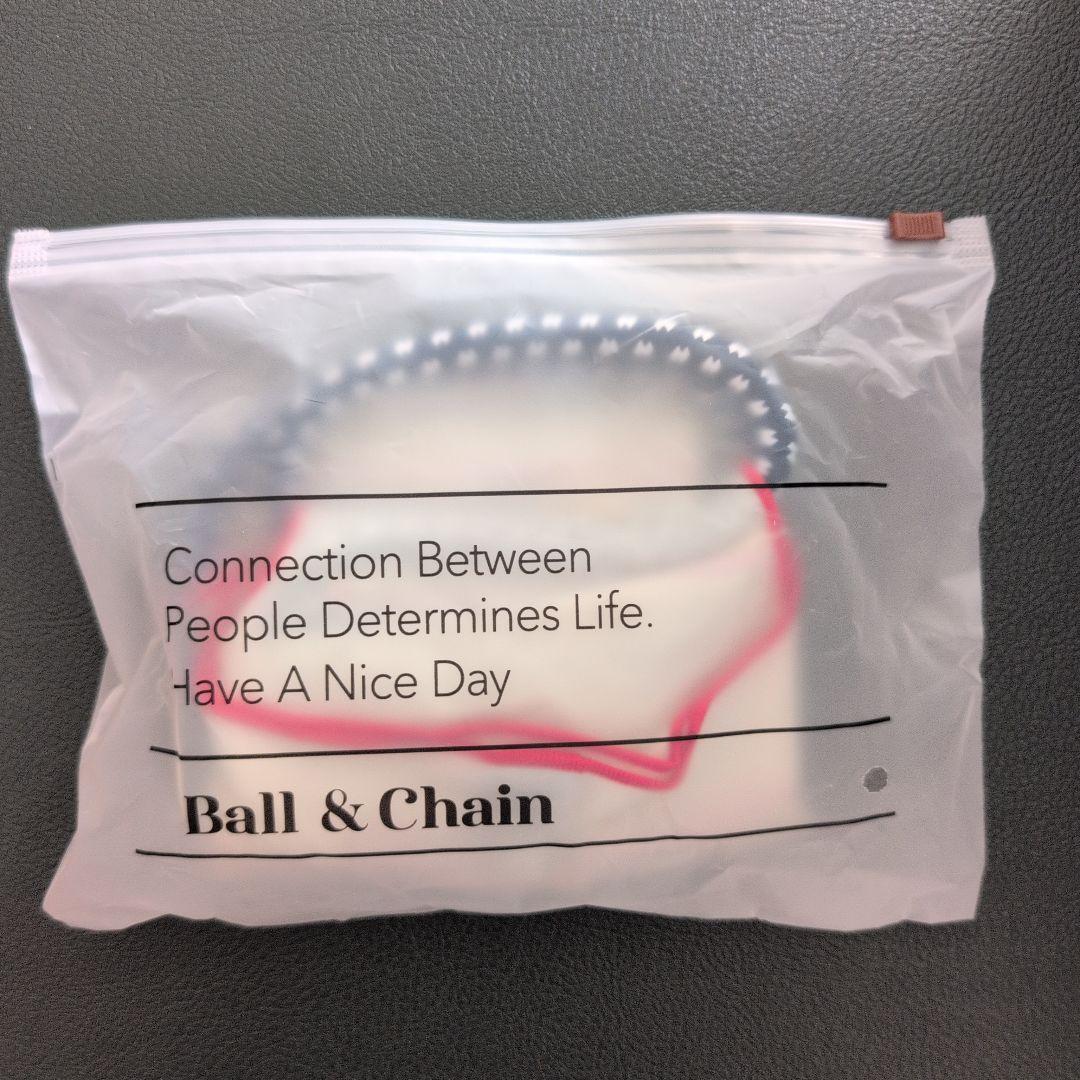 Connection Between
People Determines Life.
Have A Nice Day
Ball & Chain